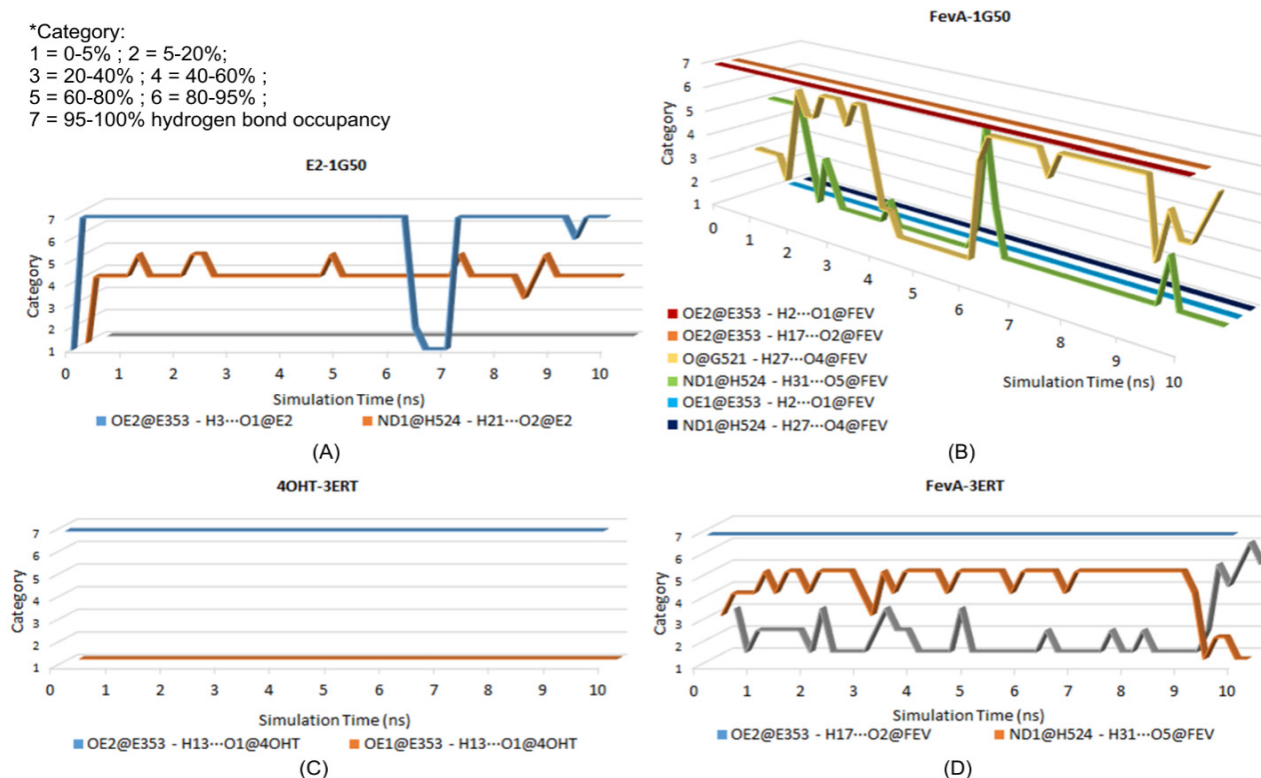 *Category:
1 = 0-5% ; 2 = 5-20%;
3 = 20-40% ; 4 = 40-60% ;
5 = 60-80% ; 6 = 80-95% ;
7 = 95-100% hydrogen bond occupancy
E2-1G50
Category
7
6
5
4
3
2
1
0 1 2 3 4 5 6 7 8 9 10
Simulation Time (ns)
OE2@E353 - H3···O1@E2 ND1@H524 - H21···O2@E2
(A)
FevA-1G50
Category
7
6
5
4
3
2
1
0 1 2 3 4 5 6 7 8 9 10
Simulation Time (ns)
OE2@E353 - H2···O1@FEV
OE2@E353 - H17···O2@FEV
O@G521 - H27···O4@FEV
ND1@H524 - H31···O5@FEV
OE1@E353 - H2···O1@FEV
ND1@H524 - H27···O4@FEV
(B)
4OHT-3ERT
Category
7
6
5
4
3
2
1
0 1 2 3 4 5 6 7 8 9 10
Simulation Time (ns)
OE2@E353 - H13···O1@4OHT OE1@E353 - H13···O1@4OHT
(C)
FevA-3ERT
Category
7
6
5
4
3
2
1
0 1 2 3 4 5 6 7 8 9 10
Simulation Time (ns)
OE2@E353 - H17···O2@FEV ND1@H524 - H31···O5@FEV
(D)